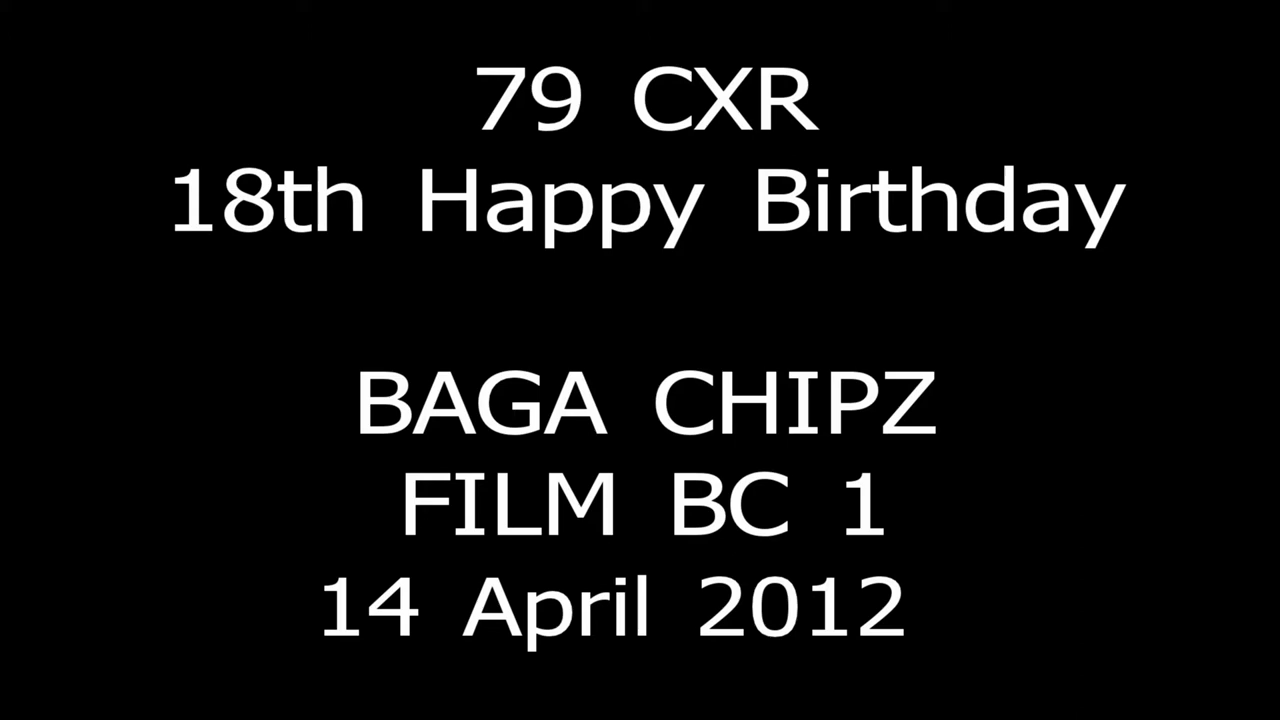 79 CXR
18th Happy Birthday
BAGA CHIPZ
FILM BC 1
14 April 2012